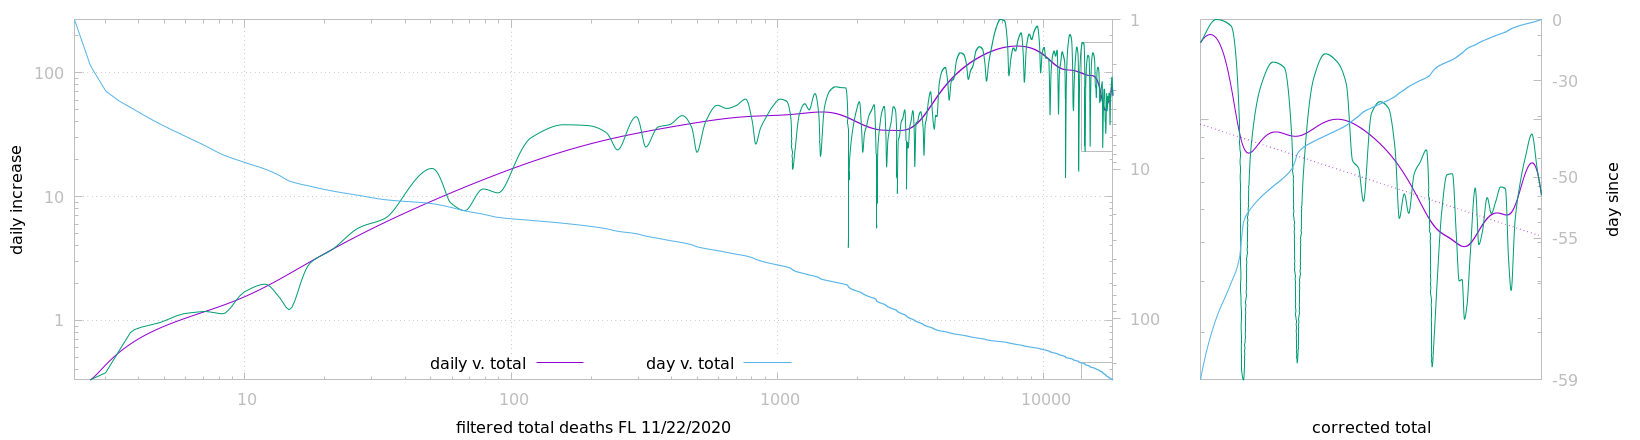 100
10
1
daily increase
daily v. total
day v. total
10
100
1000
10000
filtered total deaths FL 11/22/2020
1
10
100
0
-30
-50
-55
-59
day since
corrected total